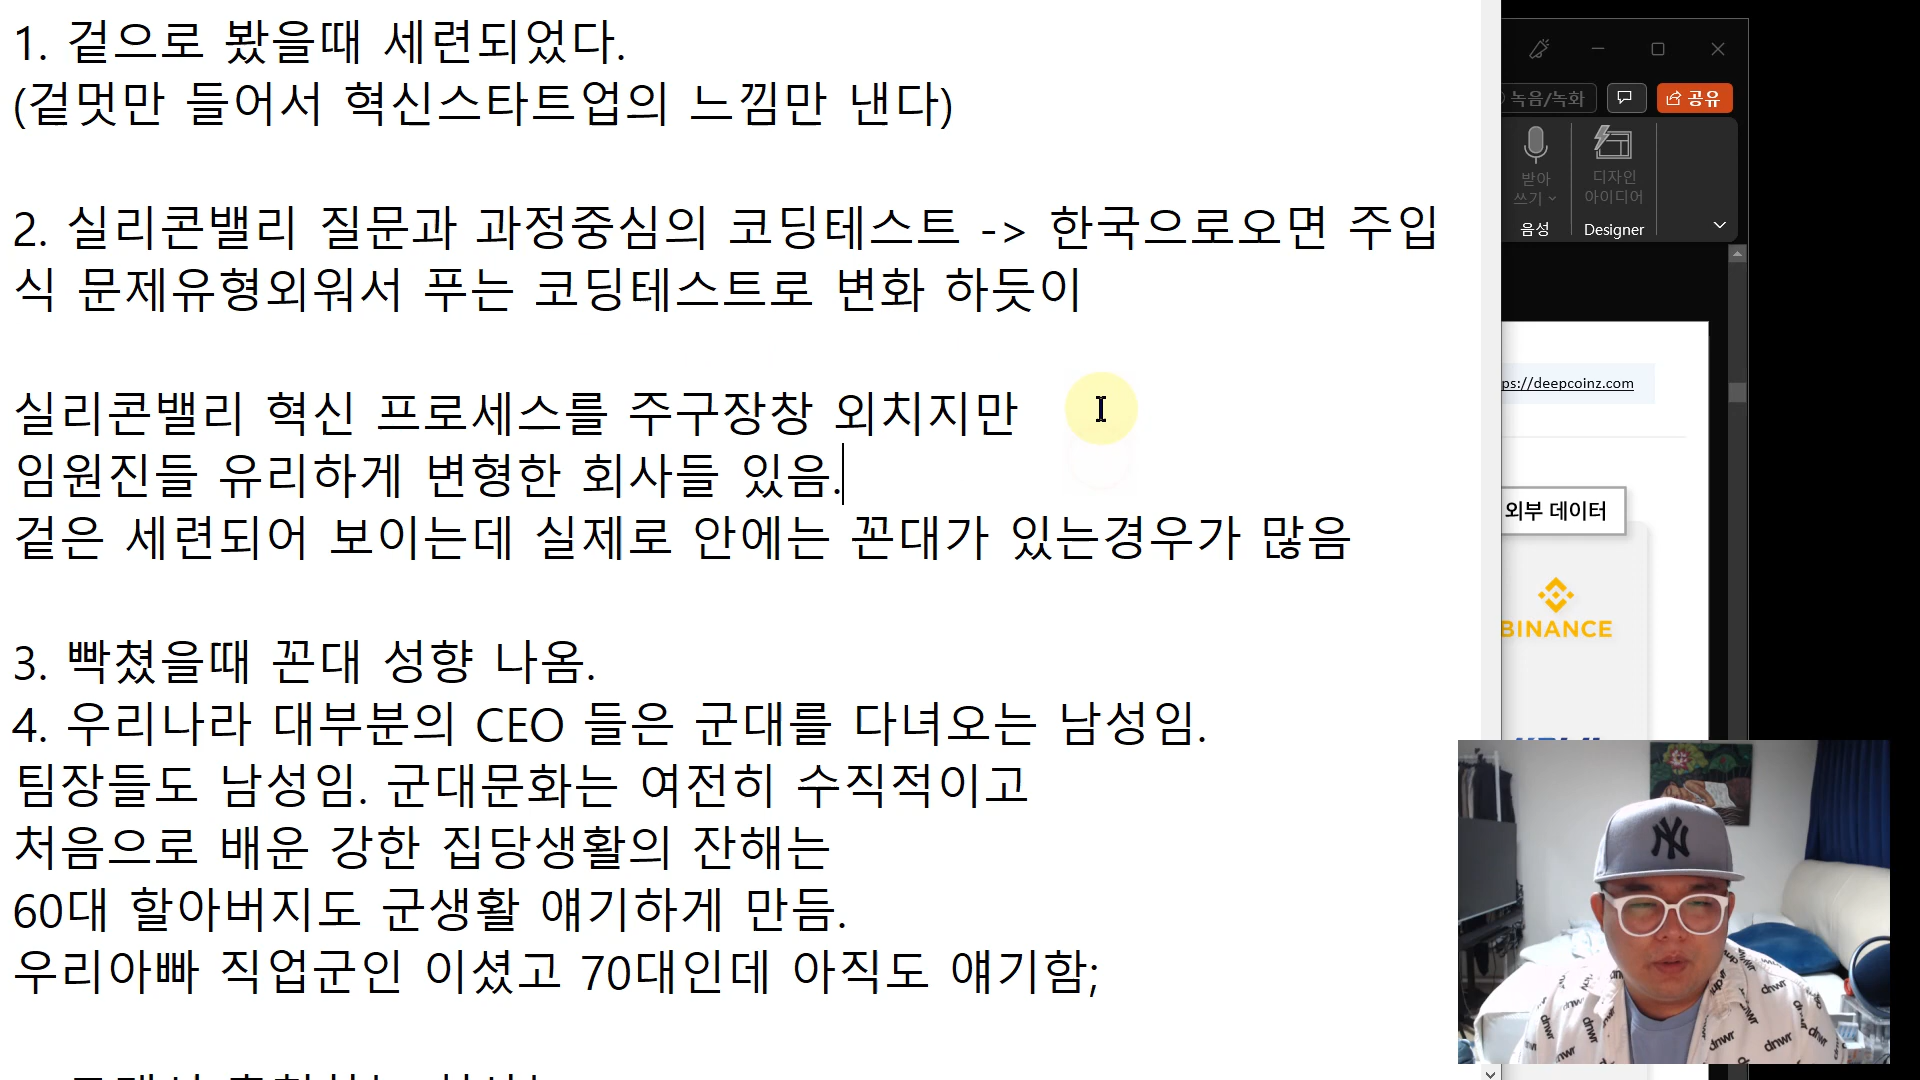 1. 겉으로 봤을때 세련되었다.
(겉멋만 들어서 혁신스타트업의 느낌만 낸다)
2. 실리콘밸리 질문과 과정중심의 코딩테스트 -> 한국으로오면 주입
식 문제유형외워서 푸는 코딩테스트로 변화 하듯이
실리콘밸리 혁신 프로세스를 주구장창 외치지만
임원진들 유리하게 변형한 회사들 있음.
겉은 세련되어 보이는데 실제로 안에는 꼰대가 있는경우가 많음
3. 빡쳤을때 꼰대 성향 나옴.
4. 우리나라 대부분의 CEO 들은 군대를 다녀오는 남성임.
팀장들도 남성임. 군대문화는 여전히 수직적이고
처음으로 배운 강한 집당생활의 잔해는
60대 할아버지도 군생활 얘기하게 만듬.
우리아빠 직업군인 이셨고 70대인데 아직도 얘기함;
녹음/녹화
공유
받아
쓰기
디자인
아이디어
음성
Designer
ps://deepcoinz.com
외부 데이터
BINANCE
NY
dnwr
dnwr
dnwr
dnwr
dnwr
dnwr